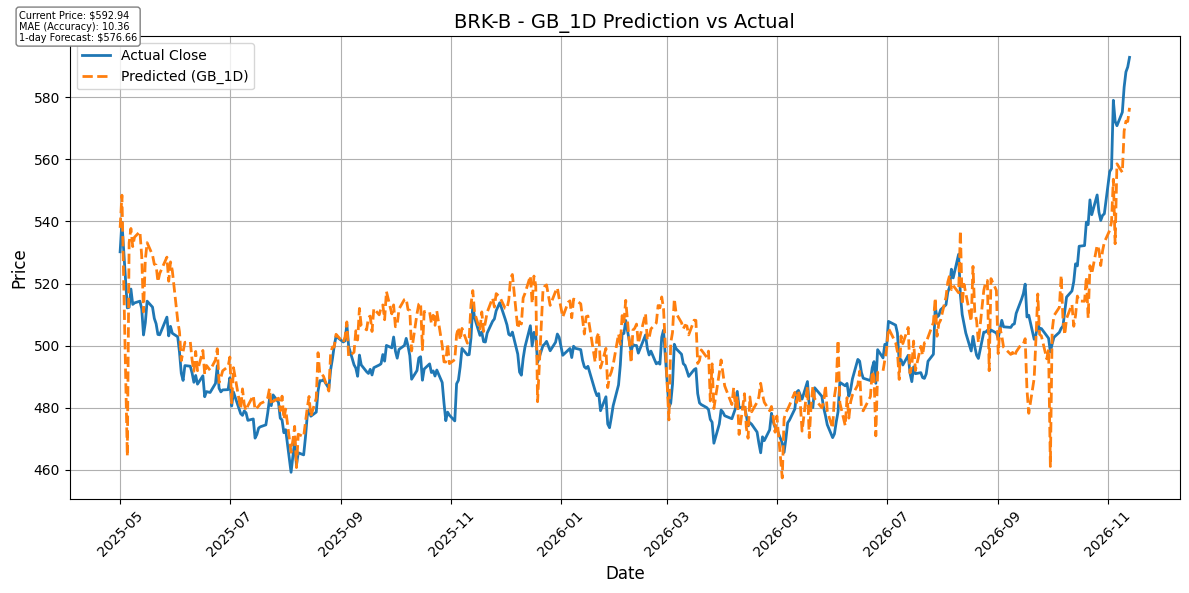 BRK-B - GB_1D Prediction vs Actual
Current Price: $592.94
MAE (Accuracy): 10.36
1-day Forecast: $576.66
Actual Close
Predicted (GB_1D)
Price
580
560
540
520
500
480
460
2025-05
2025-07
2025-09
2025-11
2026-01
2026-03
2026-05
2026-07
2026-09
2026-11
Date